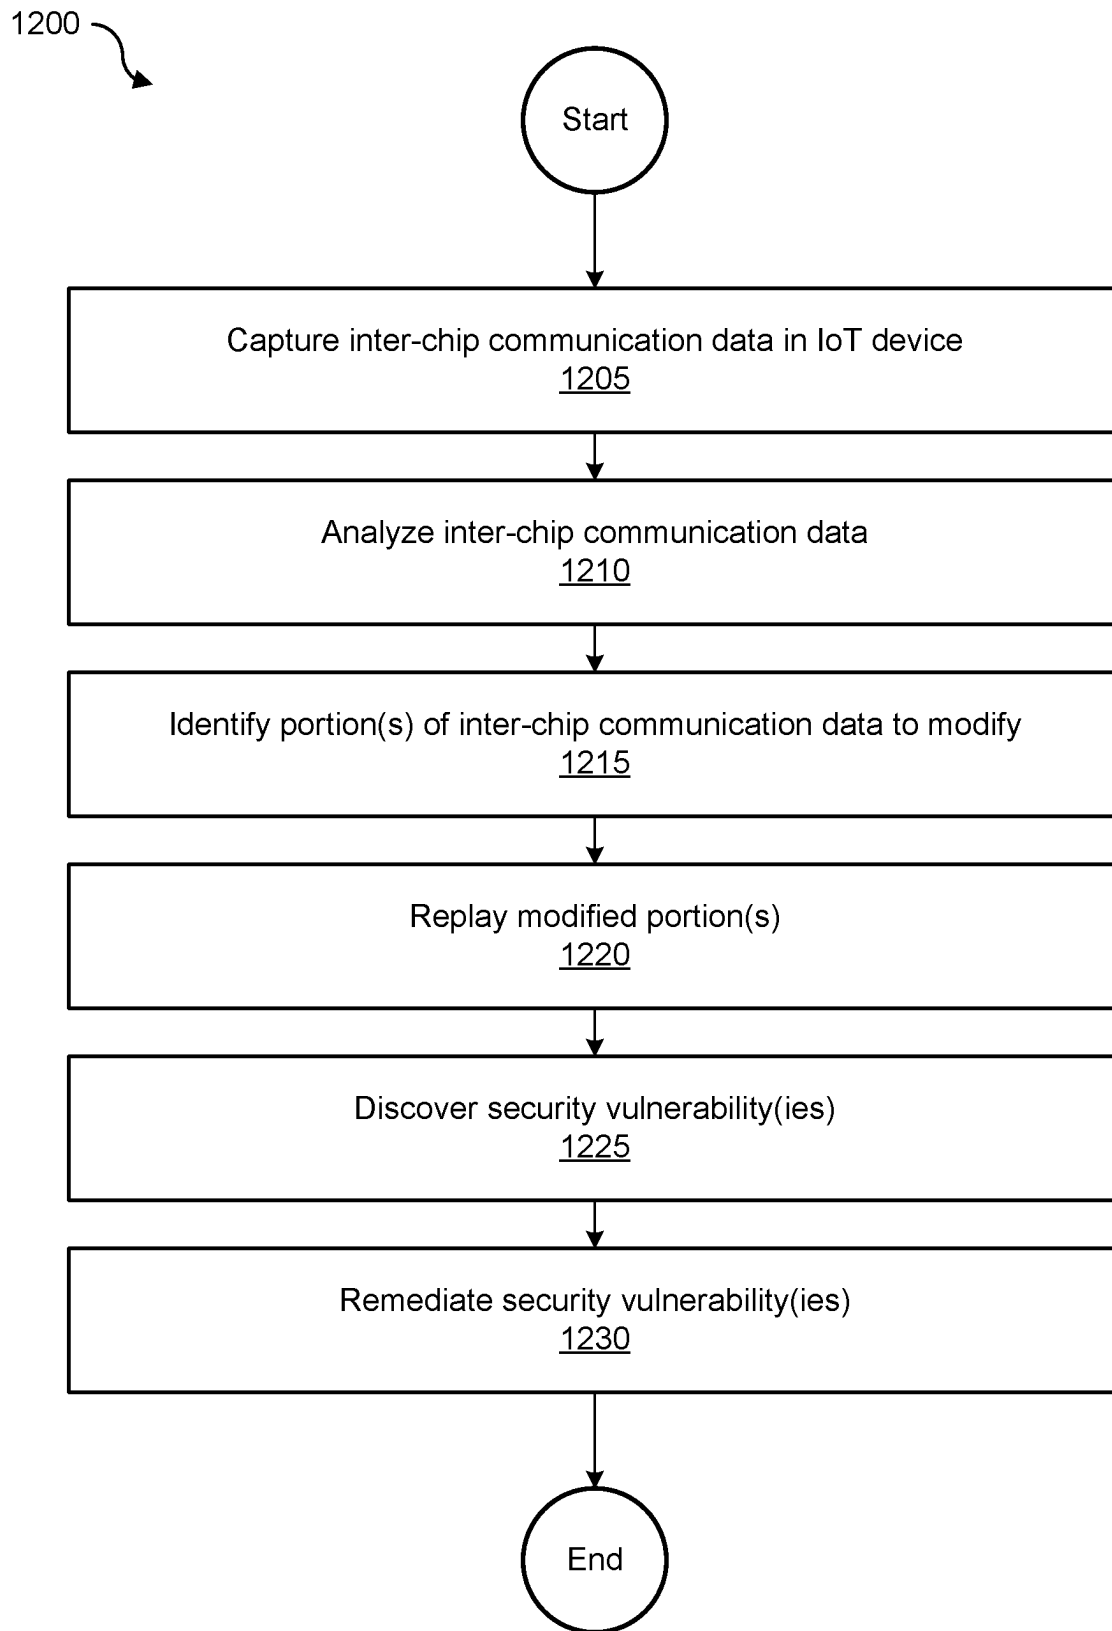 1200
Start
Capture inter-chip communication data in IoT device
1205
Analyze inter-chip communication data
1210
Identify portion(s) of inter-chip communication data to modify
1215
Replay modified portion(s)
1220
Discover security vulnerability(ies)
1225
Remediate security vulnerability(ies)
1230
End